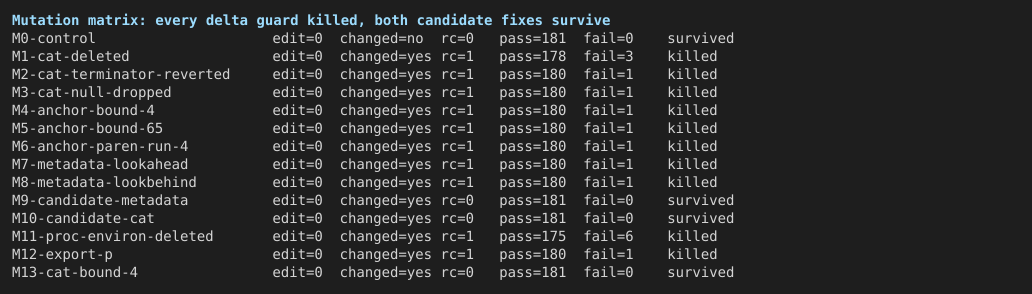 Mutation matrix: every delta guard killed, both candidate fixes survive
M0-control edit=0 changed=no rc=0 pass=181 fail=0 survived
M1-cat-deleted edit=0 changed=yes rc=1 pass=178 fail=3 killed
M2-cat-terminator-reverted edit=0 changed=yes rc=1 pass=180 fail=1 killed
M3-cat-null-dropped edit=0 changed=yes rc=1 pass=180 fail=1 killed
M4-anchor-bound-4 edit=0 changed=yes rc=1 pass=180 fail=1 killed
M5-anchor-bound-65 edit=0 changed=yes rc=1 pass=180 fail=1 killed
M6-anchor-paren-run-4 edit=0 changed=yes rc=1 pass=180 fail=1 killed
M7-metadata-lookahead edit=0 changed=yes rc=1 pass=180 fail=1 killed
M8-metadata-lookbehind edit=0 changed=yes rc=1 pass=180 fail=1 killed
M9-candidate-metadata edit=0 changed=yes rc=0 pass=181 fail=0 survived
M10-candidate-cat edit=0 changed=yes rc=0 pass=181 fail=0 survived
M11-proc-environ-deleted edit=0 changed=yes rc=1 pass=175 fail=6 killed
M12-export-p edit=0 changed=yes rc=1 pass=180 fail=1 killed
M13-cat-bound-4 edit=0 changed=yes rc=0 pass=181 fail=0 survived